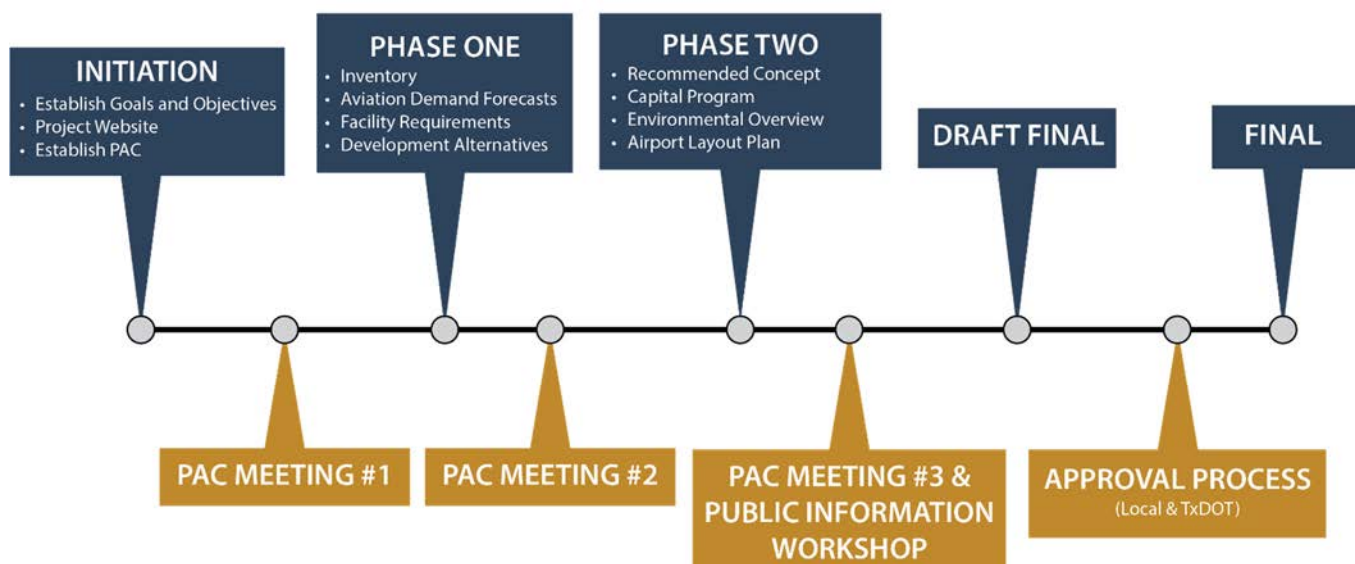 INITIATION
• Establish Goals and Objectives
• Project Website
• Establish PAC
PHASE ONE
• Inventory
• Aviation Demand Forecasts
• Facility Requirements
• Development Alternatives
PHASE TWO
• Recommended Concept
• Capital Program
• Environmental Overview
• Airport Layout Plan
DRAFT FINAL
FINAL
PAC MEETING #1
PAC MEETING #2
PAC MEETING #3 &
PUBLIC INFORMATION
WORKSHOP
APPROVAL PROCESS
(Local & TxDOT)